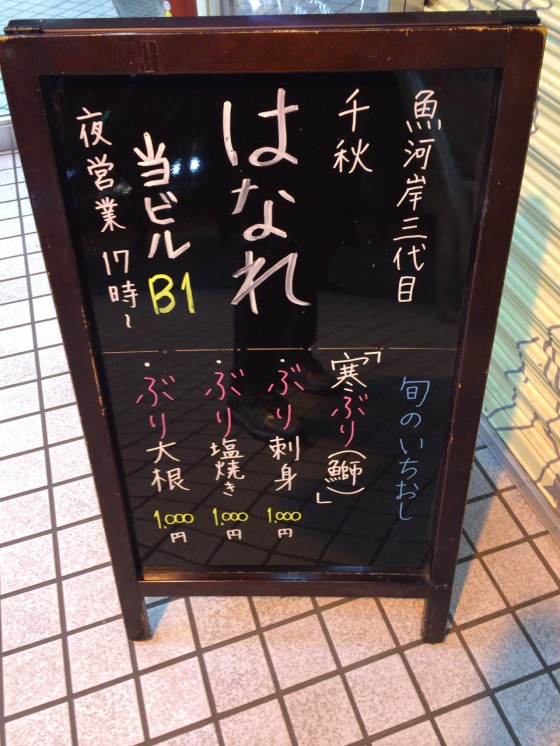 魚河岸三代目
千秋
はなれ
当ビルB1
夜営業 17時~
旬のいちおし
「寒ぶり(鰤)」
・ぶり刺身 1,000円
・ぶり塩焼き 1,000円
・ぶり大根 1,000円